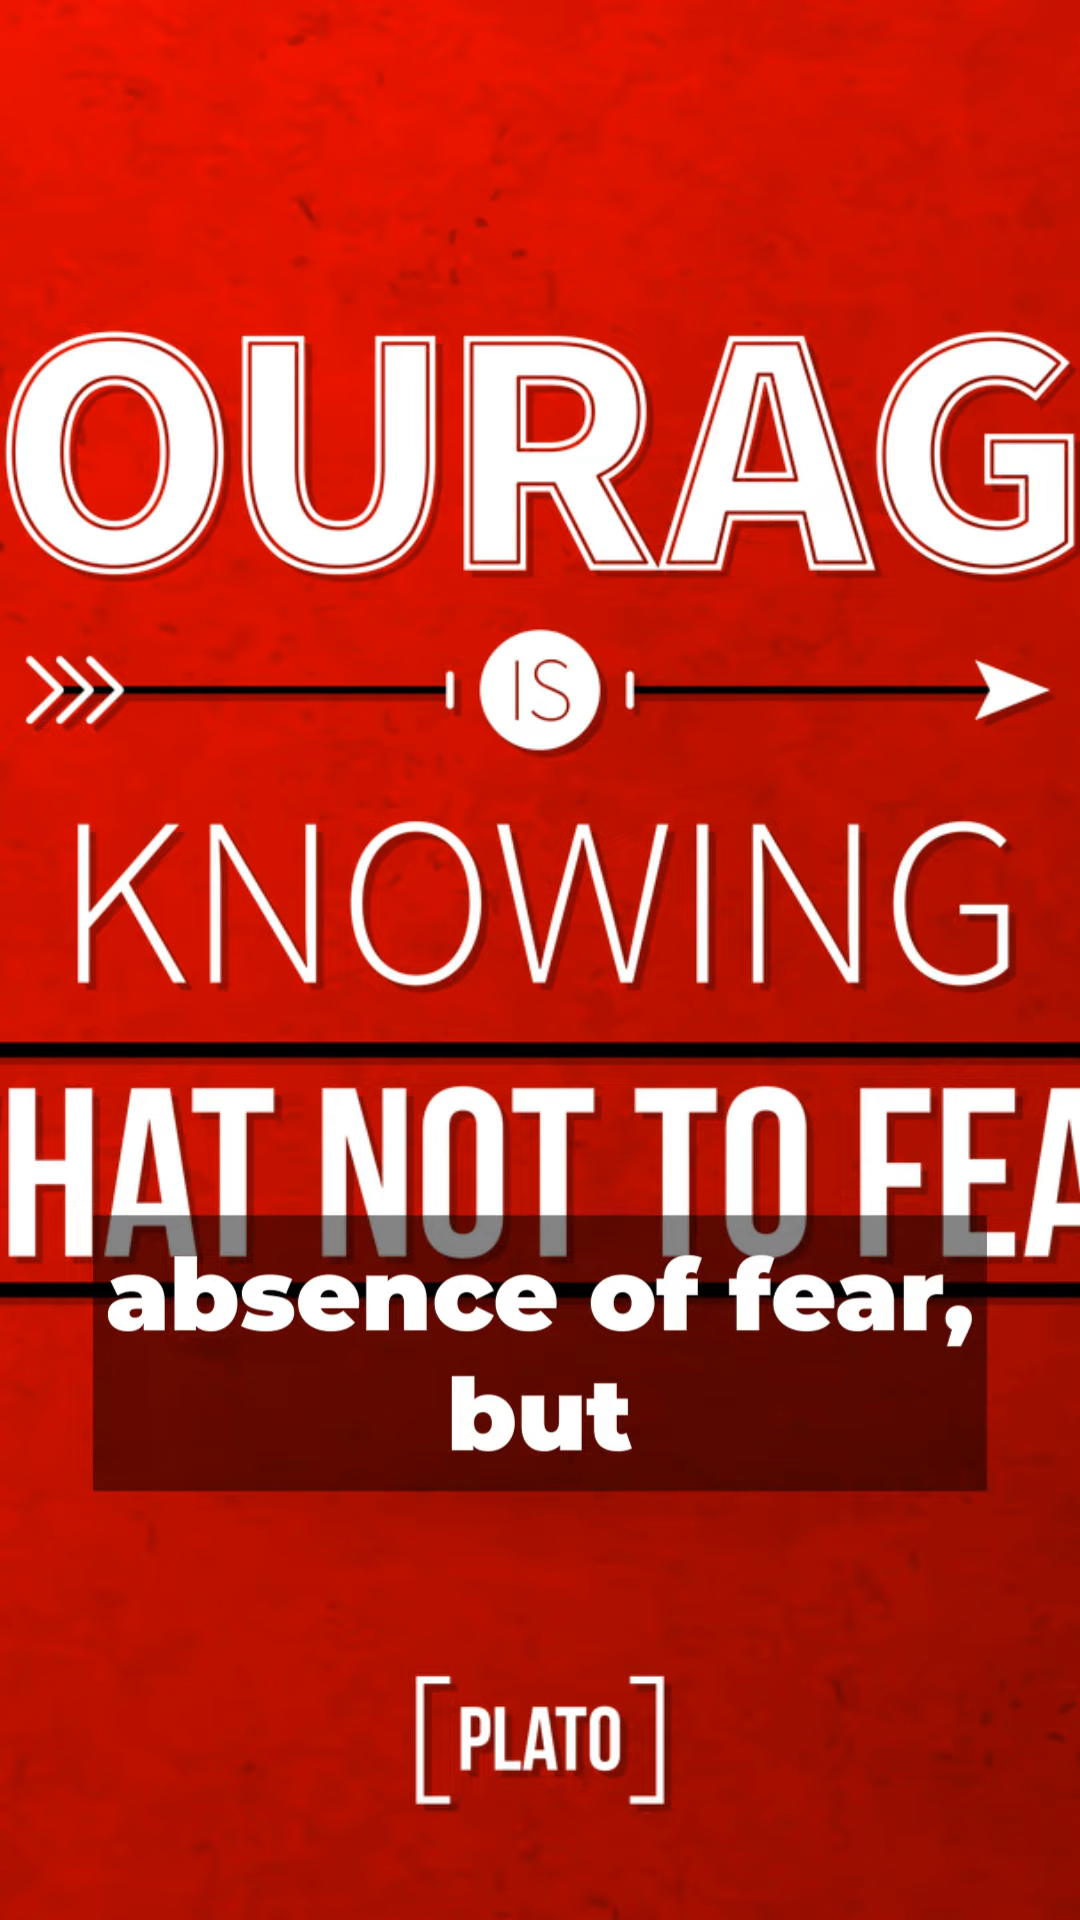 OURAG
IS
KNOWING
HAT NOT TO FEA
absence of fear,
but
[PLATO]